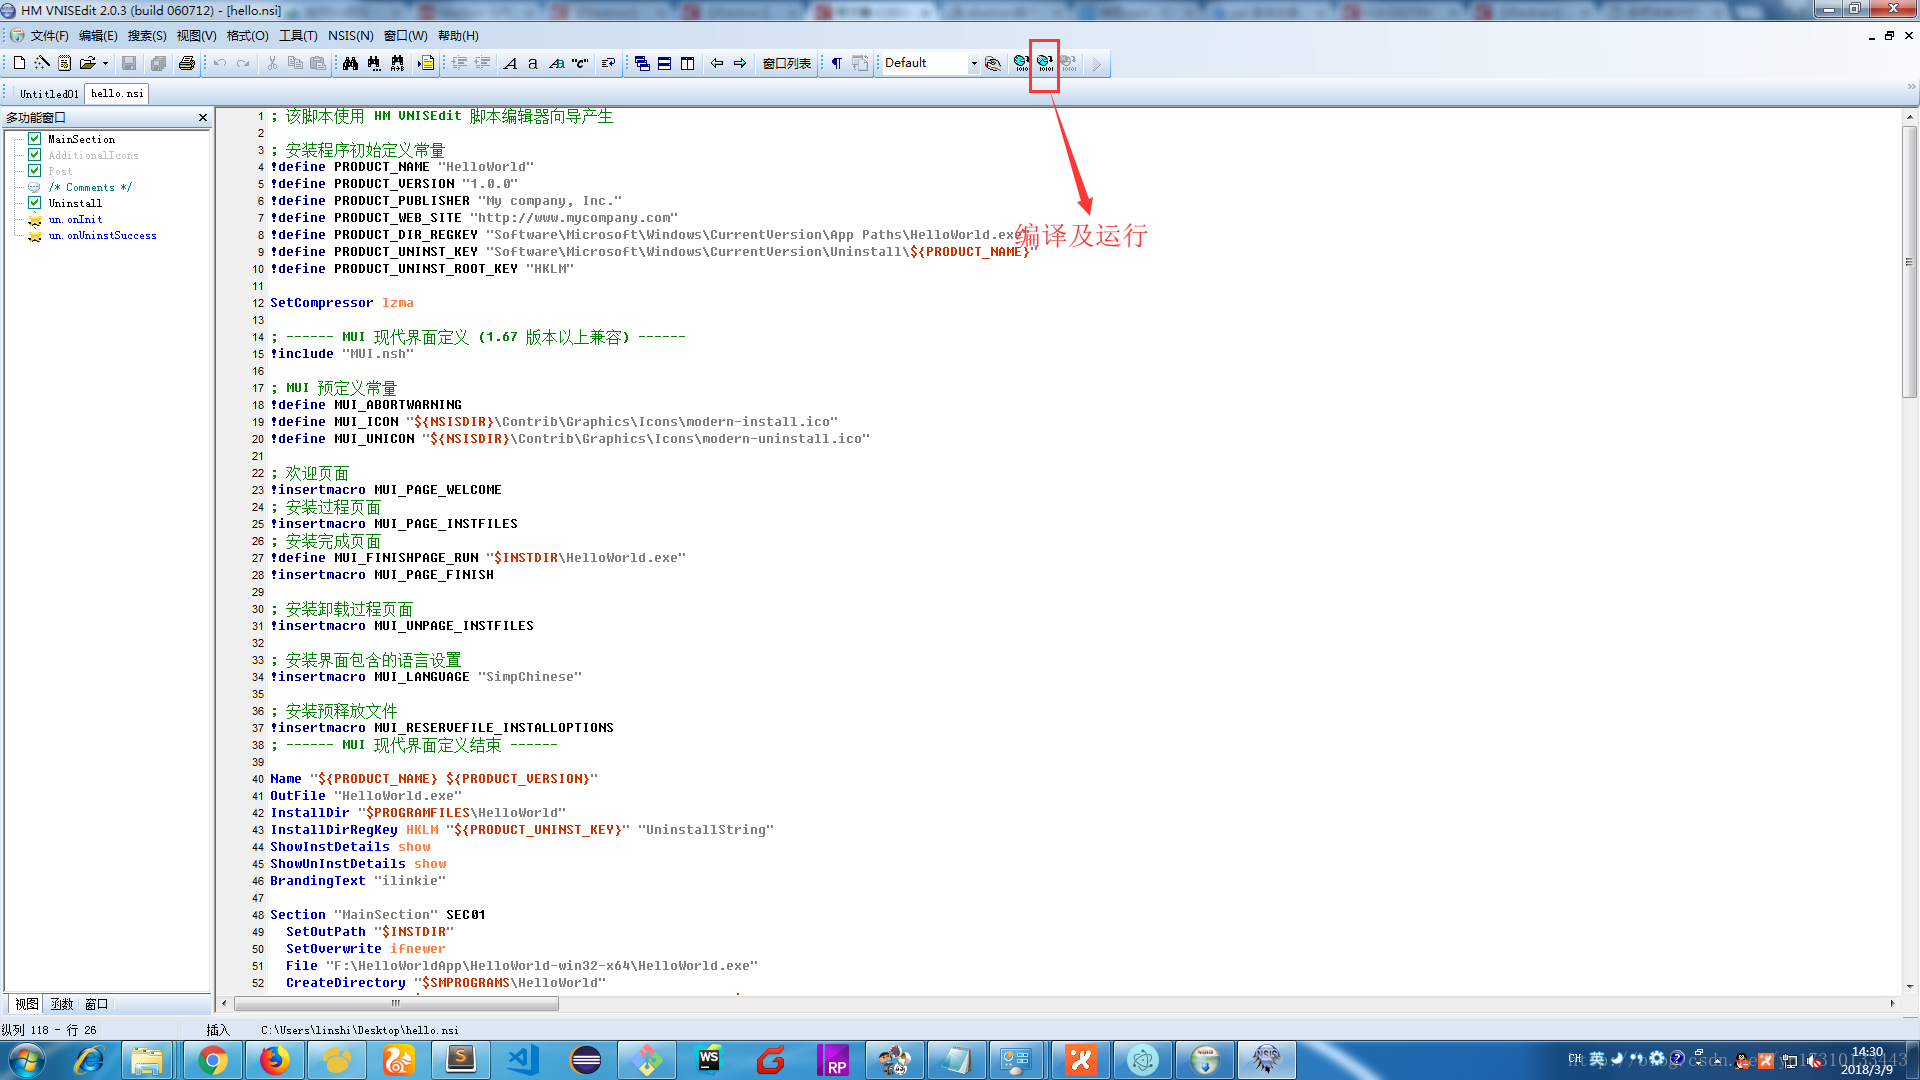 HM VNISEdit 2.0.3 (build 060712) - [hello.nsi]
文件(F) 编辑(E) 搜索(S) 视图(V) 格式(O) 工具(T) NSIS(N) 窗口(W) 帮助(H)
窗口列表 Default
Untitled01 hello.nsi
多功能窗口
MainSection
AdditionalIcons
Post
/* Comments */
Uninstall
un.onInit
un.onUninstSuccess
编译及运行
1 ; 该脚本使用 HM VNISEdit 脚本编辑器向导产生
2
3 ; 安装程序初始定义常量
4 !define PRODUCT_NAME "HelloWorld"
5 !define PRODUCT_VERSION "1.0.0"
6 !define PRODUCT_PUBLISHER "My company, Inc."
7 !define PRODUCT_WEB_SITE "http://www.mycompany.com"
8 !define PRODUCT_DIR_REGKEY "Software\Microsoft\Windows\CurrentVersion\App Paths\HelloWorld.exe"
9 !define PRODUCT_UNINST_KEY "Software\Microsoft\Windows\CurrentVersion\Uninstall\${PRODUCT_NAME}"
10 !define PRODUCT_UNINST_ROOT_KEY "HKLM"
11
12 SetCompressor lzma
13
14 ; ------ MUI 现代界面定义 (1.67 版本以上兼容) ------
15 !include "MUI.nsh"
16
17 ; MUI 预定义常量
18 !define MUI_ABORTWARNING
19 !define MUI_ICON "${NSISDIR}\Contrib\Graphics\Icons\modern-install.ico"
20 !define MUI_UNICON "${NSISDIR}\Contrib\Graphics\Icons\modern-uninstall.ico"
21
22 ; 欢迎页面
23 !insertmacro MUI_PAGE_WELCOME
24 ; 安装过程页面
25 !insertmacro MUI_PAGE_INSTFILES
26 ; 安装完成页面
27 !define MUI_FINISHPAGE_RUN "$INSTDIR\HelloWorld.exe"
28 !insertmacro MUI_PAGE_FINISH
29
30 ; 安装卸载过程页面
31 !insertmacro MUI_UNPAGE_INSTFILES
32
33 ; 安装界面包含的语言设置
34 !insertmacro MUI_LANGUAGE "SimpChinese"
35
36 ; 安装预释放文件
37 !insertmacro MUI_RESERVEFILE_INSTALLOPTIONS
38 ; ------ MUI 现代界面定义结束 ------
39
40 Name "${PRODUCT_NAME} ${PRODUCT_VERSION}"
41 OutFile "HelloWorld.exe"
42 InstallDir "$PROGRAMFILES\HelloWorld"
43 InstallDirRegKey HKLM "${PRODUCT_UNINST_KEY}" "UninstallString"
44 ShowInstDetails show
45 ShowUnInstDetails show
46 BrandingText "ilinkie"
47
48 Section "MainSection" SEC01
49 SetOutPath "$INSTDIR"
50 SetOverwrite ifnewer
51 File "F:\HelloWorldApp\HelloWorld-win32-x64\HelloWorld.exe"
52 CreateDirectory "$SMPROGRAMS\HelloWorld"
视图 函数 窗口
纵列 118 - 行 26 插入 C:\Users\linshi\Desktop\hello.nsi
WS RP NSIS CH 英 14:30
2018/3/9